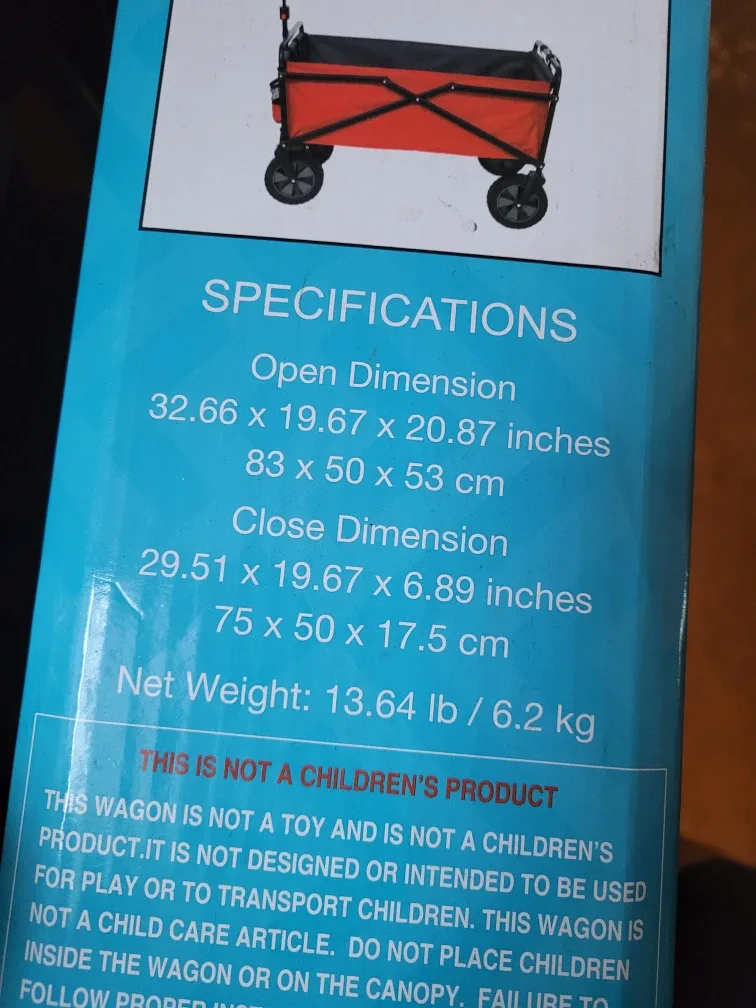 SPECIFICATIONS
Open Dimension
32.66 x 19.67 x 20.87 inches
83 x 50 x 53 cm
Close Dimension
29.51 x 19.67 x 6.89 inches
75 x 50 x 17.5 cm
Net Weight: 13.64 lb / 6.2 kg
THIS IS NOT A CHILDREN'S PRODUCT
THIS WAGON IS NOT A TOY AND IS NOT A CHILDREN'S
PRODUCT.IT IS NOT DESIGNED OR INTENDED TO BE USED
FOR PLAY OR TO TRANSPORT CHILDREN. THIS WAGON IS
NOT A CHILD CARE ARTICLE. DO NOT PLACE CHILDREN
INSIDE THE WAGON OR ON THE CANOPY. FAILURE TO
FOLLOW PROPER